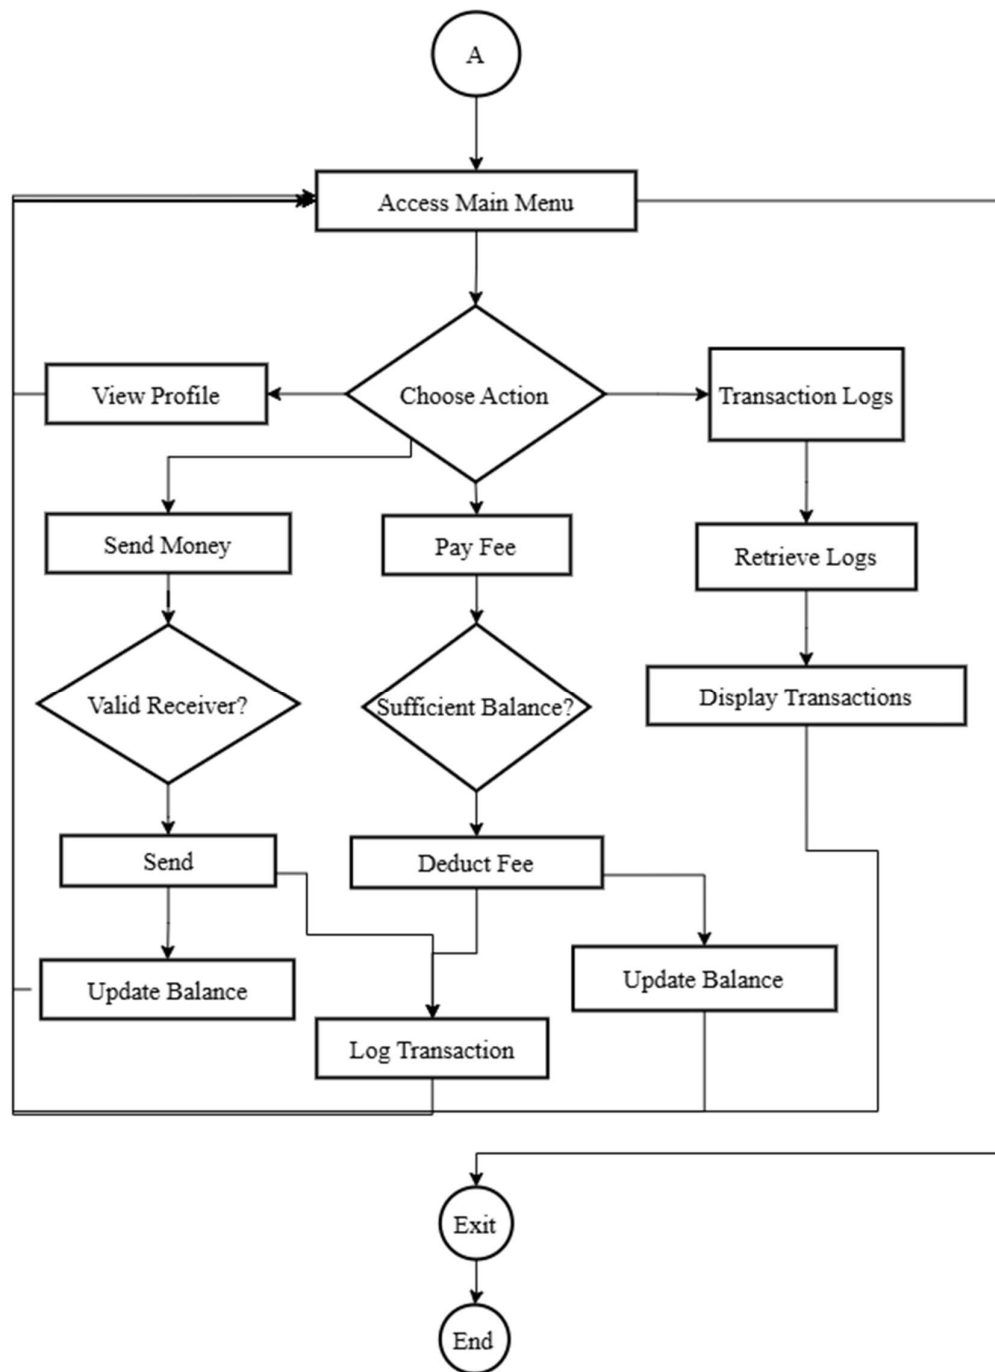 A
Access Main Menu
View Profile
Choose Action
Transaction Logs
Send Money
Pay Fee
Retrieve Logs
Valid Receiver?
Sufficient Balance?
Display Transactions
Send
Deduct Fee
Update Balance
Update Balance
Log Transaction
Exit
End